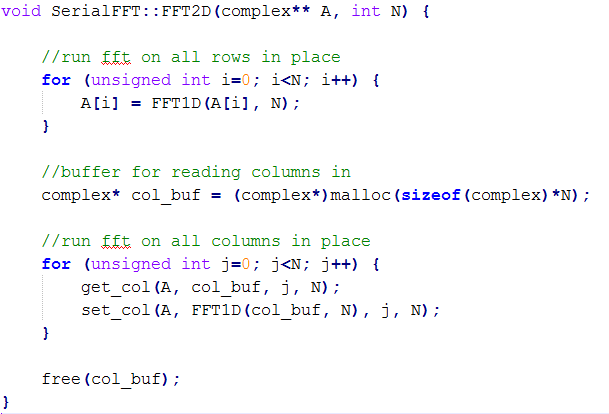 void SerialFFT::FFT2D(complex** A, int N) {
//run fft on all rows in place
for (unsigned int i=0; i<N; i++) {
A[i] = FFT1D(A[i], N);
}
//buffer for reading columns in
complex* col_buf = (complex*)malloc(sizeof(complex)*N);
//run fft on all columns in place
for (unsigned int j=0; j<N; j++) {
get_col(A, col_buf, j, N);
set_col(A, FFT1D(col_buf, N), j, N);
}
free(col_buf);
}